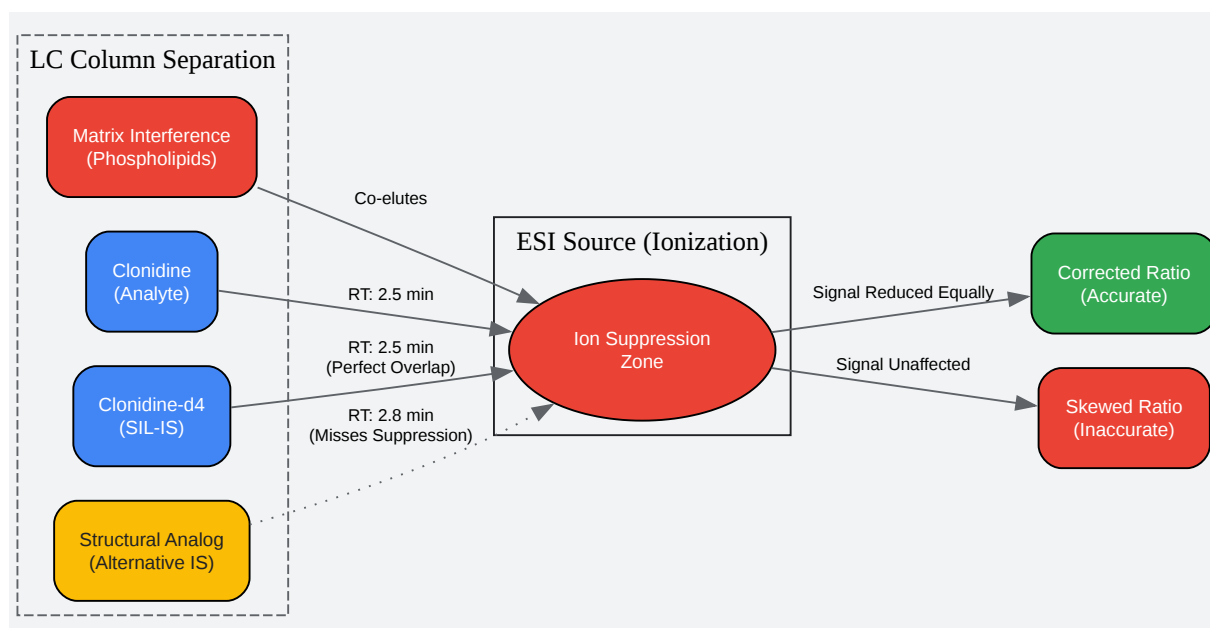 LC Column Separation
Matrix Interference
(Phospholipids)
Co-elutes
Clonidine
(Analyte)
RT: 2.5 min
Clonidine-d4
(SIL-IS)
RT: 2.5 min
(Perfect Overlap)
Structural Analog
(Alternative IS)
RT: 2.8 min
(Misses Suppression)
ESI Source (Ionization)
Ion Suppression
Zone
Signal Reduced Equally
Corrected Ratio
(Accurate)
Signal Unaffected
Skewed Ratio
(Inaccurate)